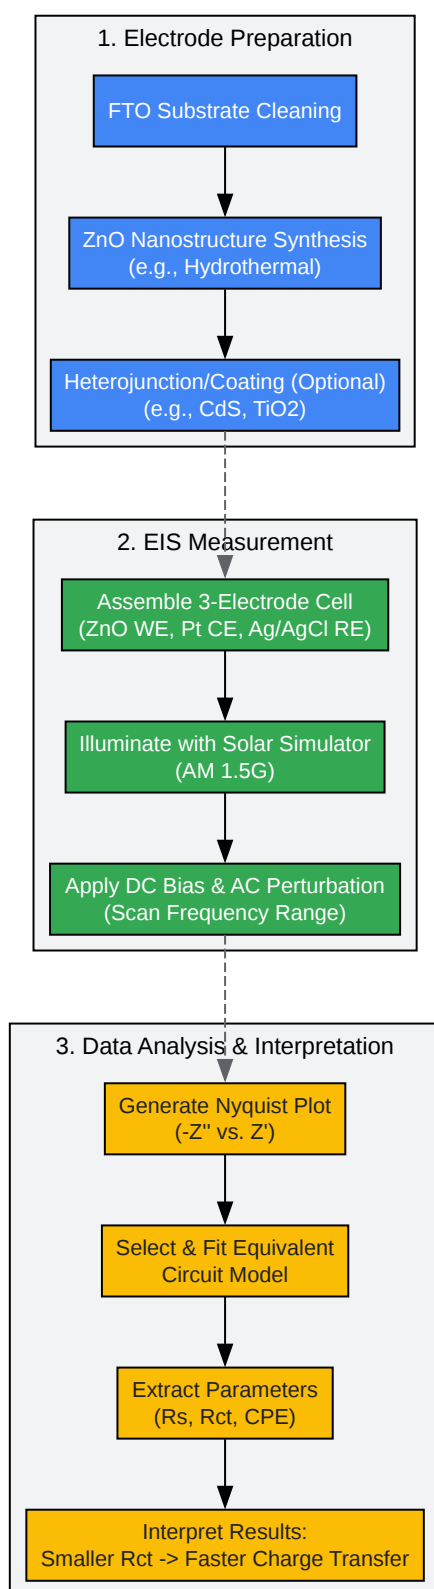 1. Electrode Preparation
FTO Substrate Cleaning
ZnO Nanostructure Synthesis
(e.g., Hydrothermal)
Heterojunction/Coating (Optional)
(e.g., CdS, TiO2)
2. EIS Measurement
Assemble 3-Electrode Cell
(ZnO WE, Pt CE, Ag/AgCl RE)
Illuminate with Solar Simulator
(AM 1.5G)
Apply DC Bias & AC Perturbation
(Scan Frequency Range)
3. Data Analysis & Interpretation
Generate Nyquist Plot
(-Z'' vs. Z')
Select & Fit Equivalent
Circuit Model
Extract Parameters
(Rs, Rct, CPE)
Interpret Results:
Smaller Rct -> Faster Charge Transfer